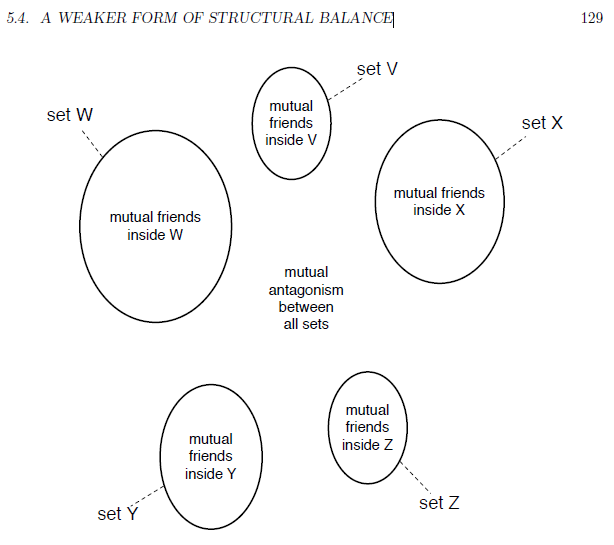 5.4. A WEAKER FORM OF STRUCTURAL BALANCE 129
set V
mutual
friends
inside V
set W
set X
mutual friends
inside W
mutual friends
inside X
mutual
antagonism
between
all sets
mutual
friends
inside Y
mutual
friends
inside Z
set Y
set Z